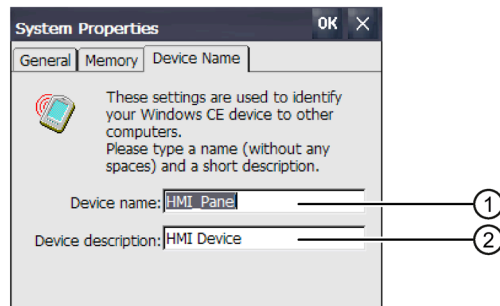 System Properties OK ×
General Memory Device Name
These settings are used to identify
your Windows CE device to other
computers.
Please type a name (without any
spaces) and a short description.
Device name: HMI_Panel 1
Device description: HMI Device 2